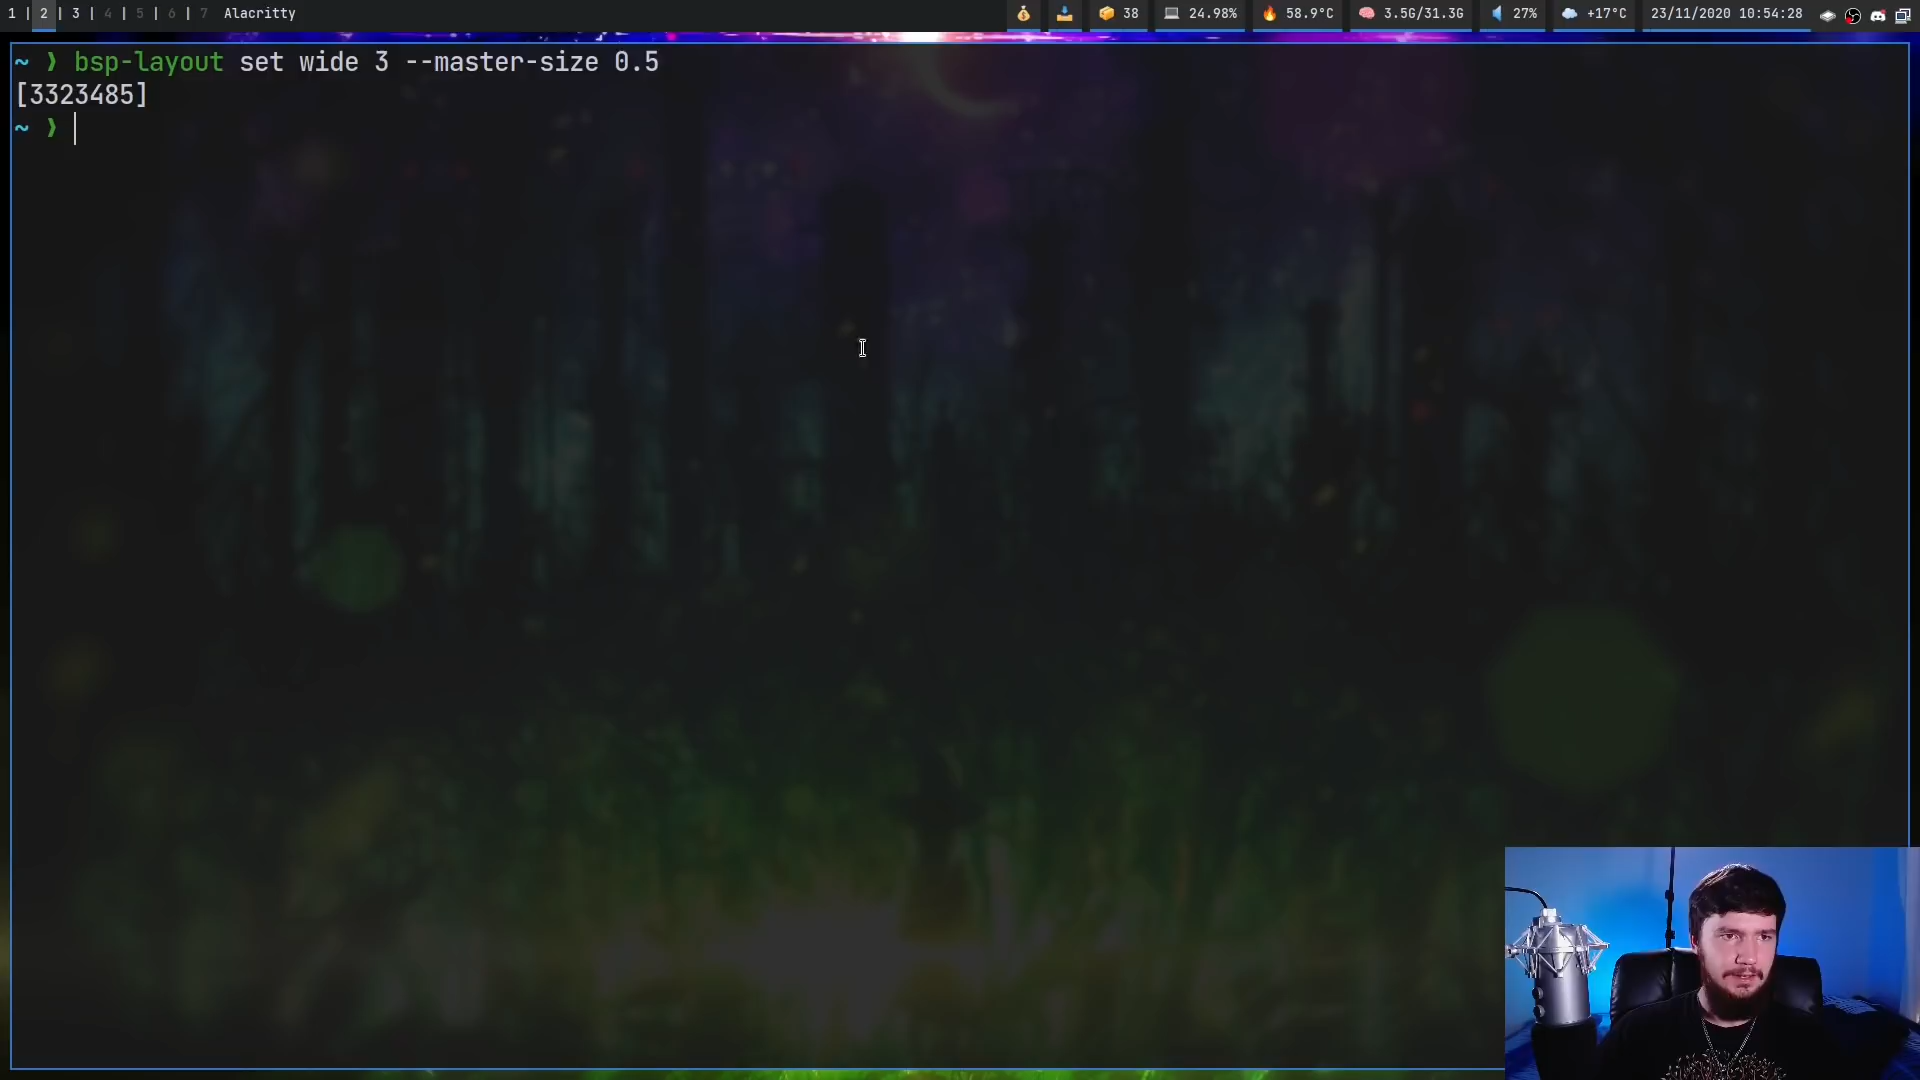 1 | 2 | 3 | 4 | 5 | 6 | 7 Alacritty 38 24.98% 58.9°C 3.5G/31.3G 27% +17°C 23/11/2020 10:54:28
~ ❯ bsp-layout set wide 3 --master-size 0.5
[3323485]
~ ❯